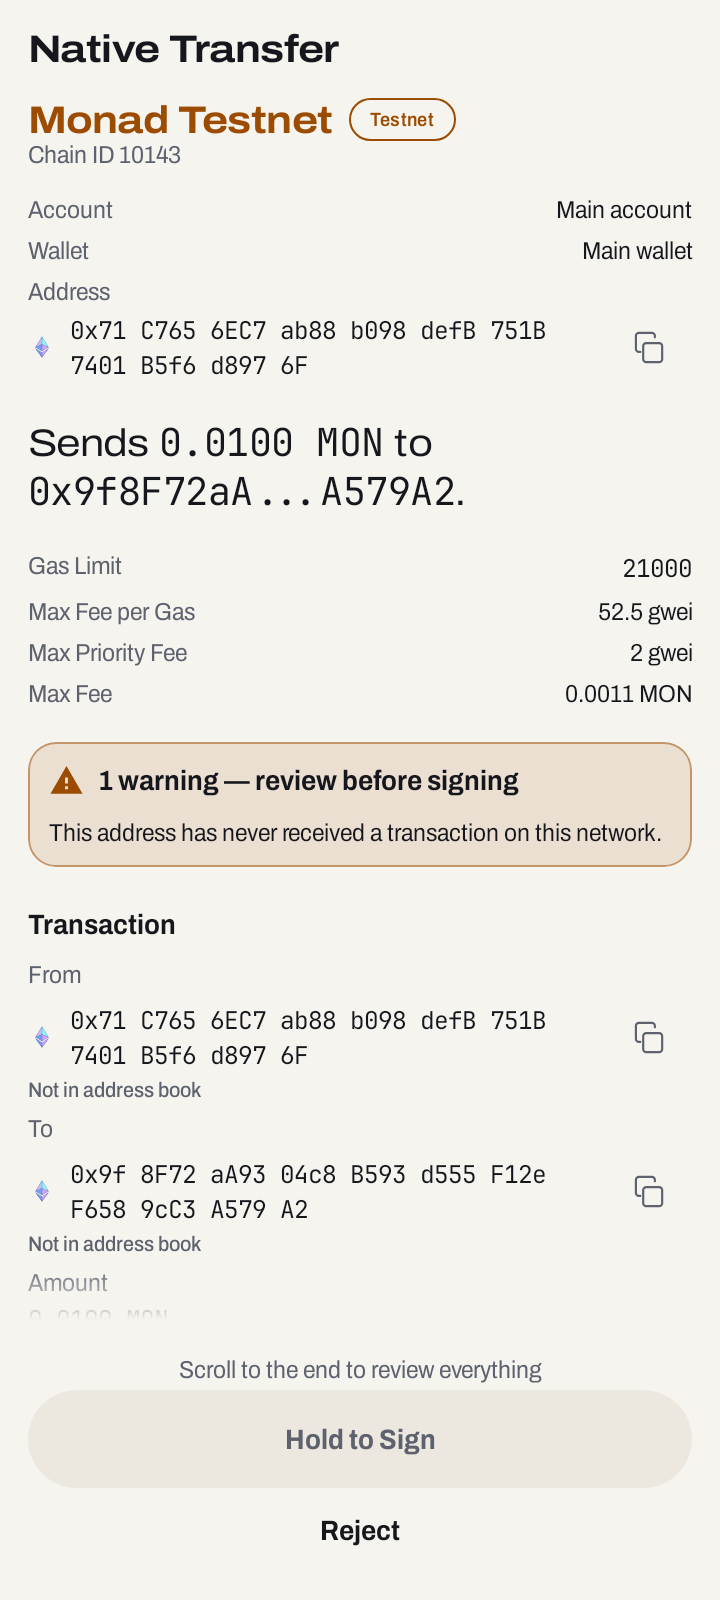 Native Transfer
Monad Testnet Testnet
Chain ID 10143
Account Main account
Wallet Main wallet
Address
0x71 C765 6EC7 ab88 b098 defB 751B
7401 B5f6 d897 6F
Sends 0.0100 MON to
0x9f8F72aA...A579A2.
Gas Limit 21000
Max Fee per Gas 52.5 gwei
Max Priority Fee 2 gwei
Max Fee 0.0011 MON
1 warning — review before signing
This address has never received a transaction on this network.
Transaction
From
0x71 C765 6EC7 ab88 b098 defB 751B
7401 B5f6 d897 6F
Not in address book
To
0x9f 8F72 aA93 04c8 B593 d555 F12e
F658 9cC3 A579 A2
Not in address book
Amount
0.0100 MON
Scroll to the end to review everything
Hold to Sign
Reject